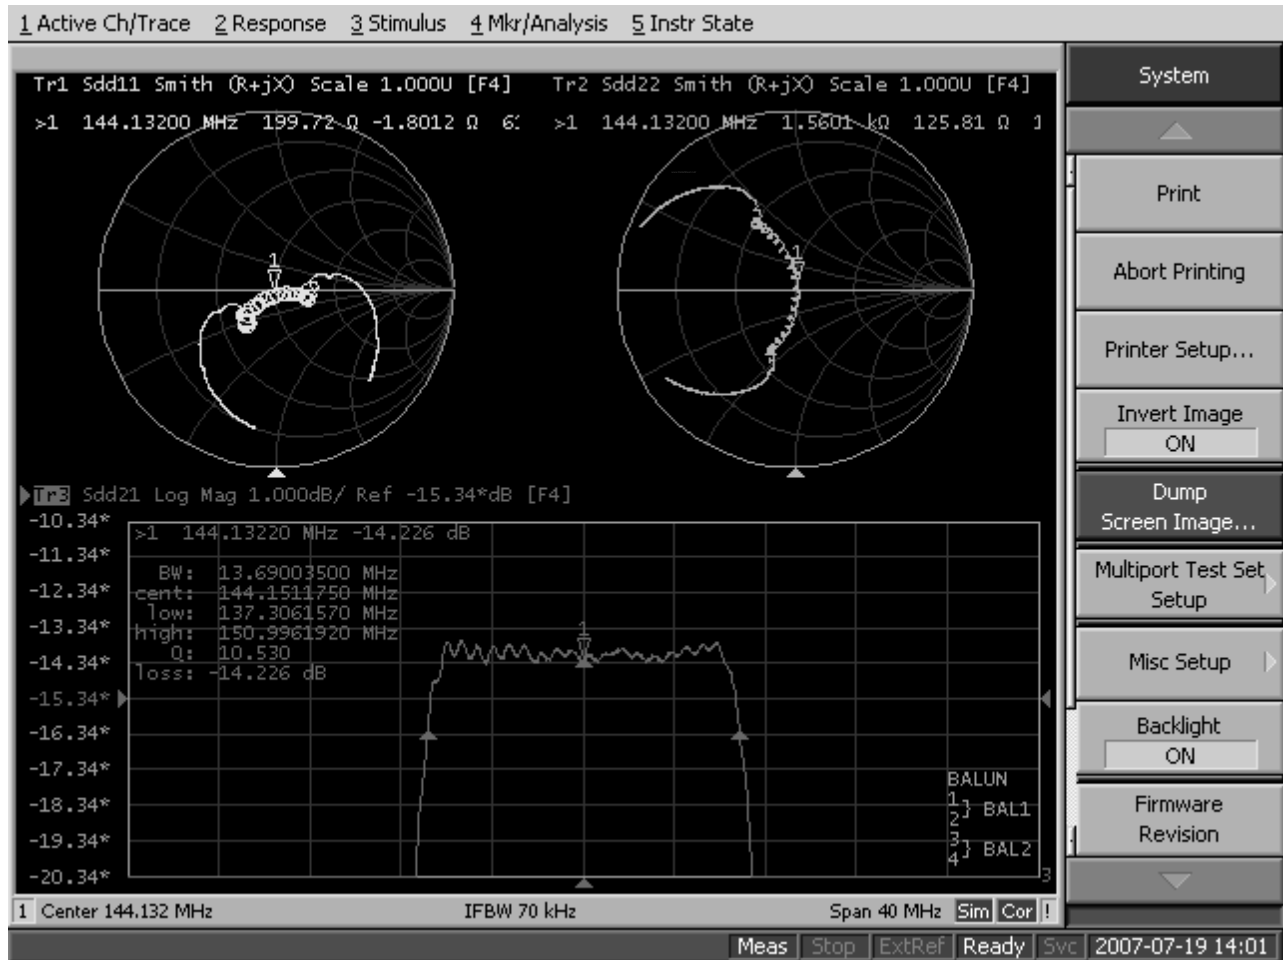 1 Active Ch/Trace 2 Response 3 Stimulus 4 Mkr/Analysis 5 Instr State
Tr1 Sdd11 Smith (R+jX) Scale 1.000U [F4]
>1 144.13200 MHz 199.72 Ω -1.8012 Ω
Tr2 Sdd22 Smith (R+jX) Scale 1.000U [F4]
>1 144.13200 MHz 1.5601 kΩ 125.81 Ω 1
1
1
Tr3 Sdd21 Log Mag 1.000dB/ Ref -15.34*dB [F4]
-10.34*
-11.34*
-12.34*
-13.34*
-14.34*
-15.34*
-16.34*
-17.34*
-18.34*
-19.34*
-20.34*
>1 144.13220 MHz -14.226 dB
BW: 13.69003500 MHz
cent: 144.1511750 MHz
low: 137.3061570 MHz
high: 150.9961920 MHz
Q: 10.530
loss: -14.226 dB
1
BALUN
1
2} BAL1
3
4} BAL2
3
1 Center 144.132 MHz IFBW 70 kHz Span 40 MHz Sim Cor !
System
Print
Abort Printing
Printer Setup...
Invert Image
ON
Dump
Screen Image...
Multiport Test Set
Setup
Misc Setup
Backlight
ON
Firmware
Revision
Meas Stop ExtRef Ready Svc 2007-07-19 14:01